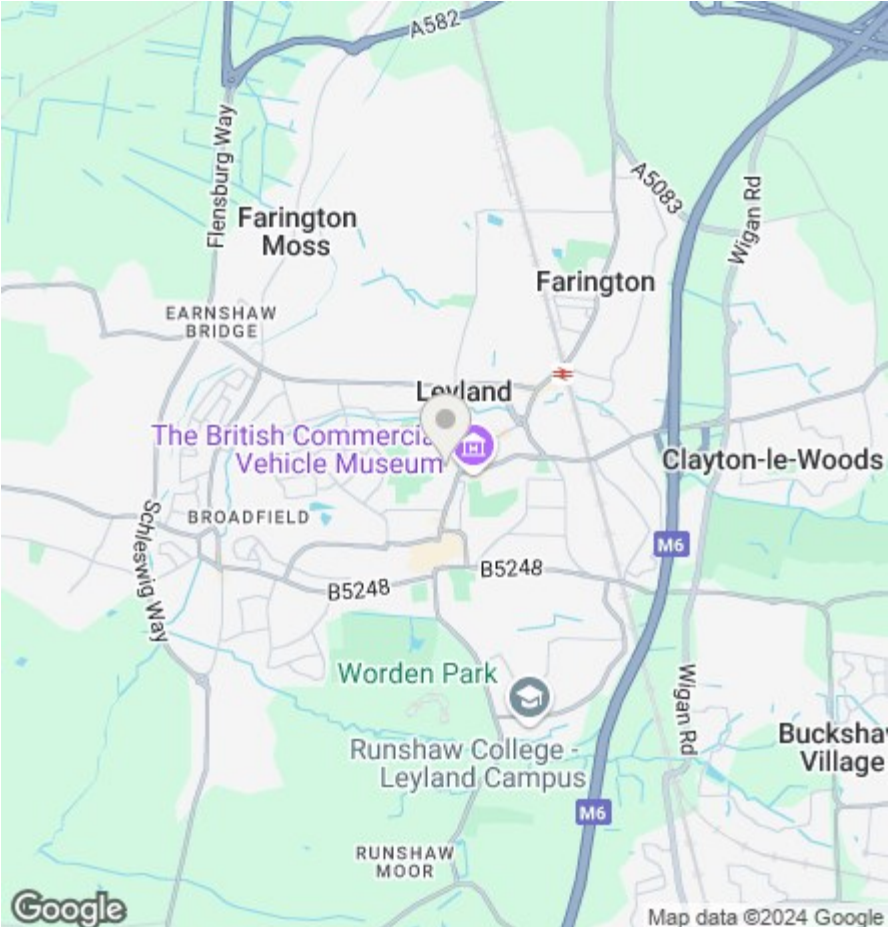 A582
Flensburg Way
A5083
Wigan Rd
Farington
Moss
Farington
EARNSHAW
BRIDGE
Leyland
The British Commercia
Vehicle Museum
Clayton-le-Woods
Schleswig Way
BROADFIELD
M6
B5248
B5248
Worden Park
Wigan Rd
Runshaw College -
Leyland Campus
Buckshaw
Village
M6
RUNSHAW
MOOR
Google
Map data ©2024 Google